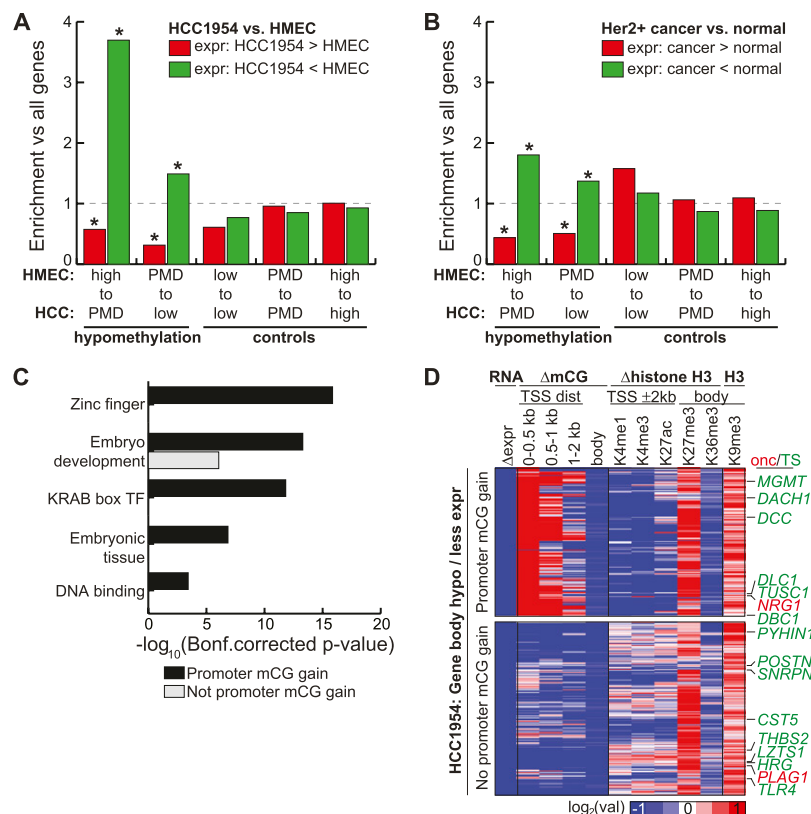 A
HCC1954 vs. HMEC
expr: HCC1954 > HMEC
expr: HCC1954 < HMEC
Enrichment vs all genes
4
3
2
1
0
* * * *
HMEC: high PMD low PMD high
to to to to to
HCC: PMD low low PMD high
hypomethylation controls
B
Her2+ cancer vs. normal
expr: cancer > normal
expr: cancer < normal
Enrichment vs all genes
4
3
2
1
0
* * * *
HMEC: high PMD low PMD high
to to to to to
HCC: PMD low low PMD high
hypomethylation controls
C
Zinc finger
Embryo
development
KRAB box TF
Embryonic
tissue
DNA binding
0 5 10 15 20
-log10(Bonf.corrected p-value)
Promoter mCG gain
Not promoter mCG gain
D
RNA ΔmCG Δhistone H3 H3
TSS dist TSS ±2kb body
Δexpr 0-0.5 kb 0.5-1 kb 1-2 kb body K4me1 K4me3 K27ac K27me3 K36me3 K9me3
onc/TS
HCC1954: Gene body hypo / less expr
Promoter mCG gain
No promoter mCG gain
MGMT
DACH1
DCC
DLC1
TUSC1
NRG1
DBC1
PYHIN1
POSTN
SNRPN
CST5
THBS2
LZTS1
HRG
PLAG1
TLR4
log2(val) -1 0 1